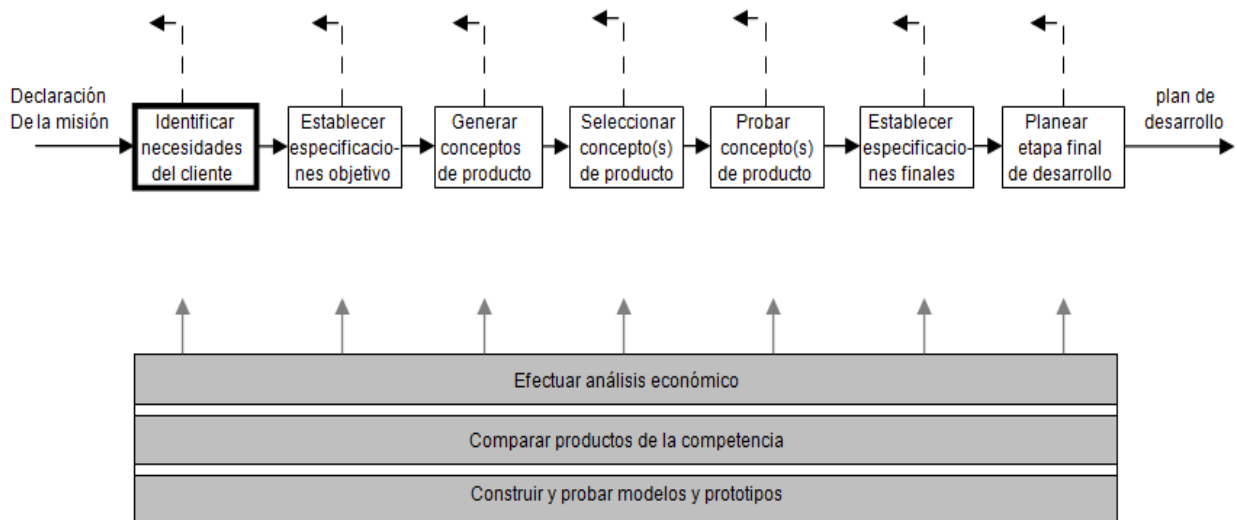 Declaración
De la misión
Identificar
necesidades
del cliente
Establecer
especificacio-
nes objetivo
Generar
conceptos
de producto
Seleccionar
concepto(s)
de producto
Probar
concepto(s)
de producto
Establecer
especificacio-
nes finales
Planear
etapa final
de desarrollo
plan de
desarrollo
Efectuar análisis económico
Comparar productos de la competencia
Construir y probar modelos y prototipos